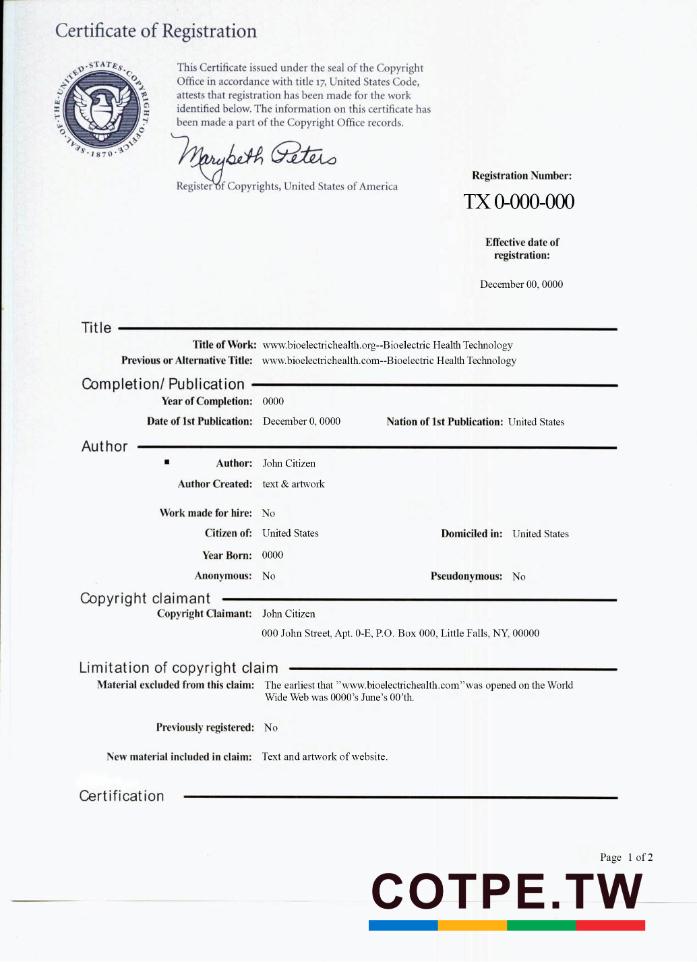 Certificate of Registration
SEAL·OF·THE·UNITED·STATES·COPYRIGHT·OFFICE·1870
This Certificate issued under the seal of the Copyright
Office in accordance with title 17, United States Code,
attests that registration has been made for the work
identified below. The information on this certificate has
been made a part of the Copyright Office records.
Marybeth Peters
Register of Copyrights, United States of America
Registration Number:
TX 0-000-000
Effective date of
registration:
December 00, 0000
Title
Title of Work: www.bioelectrichealth.org--Bioelectric Health Technology
Previous or Alternative Title: www.bioelectrichealth.com--Bioelectric Health Technology
Completion/ Publication
Year of Completion: 0000
Date of 1st Publication: December 0, 0000 Nation of 1st Publication: United States
Author
Author: John Citizen
Author Created: text & artwork
Work made for hire: No
Citizen of: United States Domiciled in: United States
Year Born: 0000
Anonymous: No Pseudonymous: No
Copyright claimant
Copyright Claimant: John Citizen
000 John Street, Apt. 0-E, P.O. Box 000, Little Falls, NY, 00000
Limitation of copyright claim
Material excluded from this claim: The earliest that "www.bioelectrichealth.com"was opened on the World
Wide Web was 0000's June's 00'th.
Previously registered: No
New material included in claim: Text and artwork of website.
Certification
Page 1 of 2
COTPE.TW